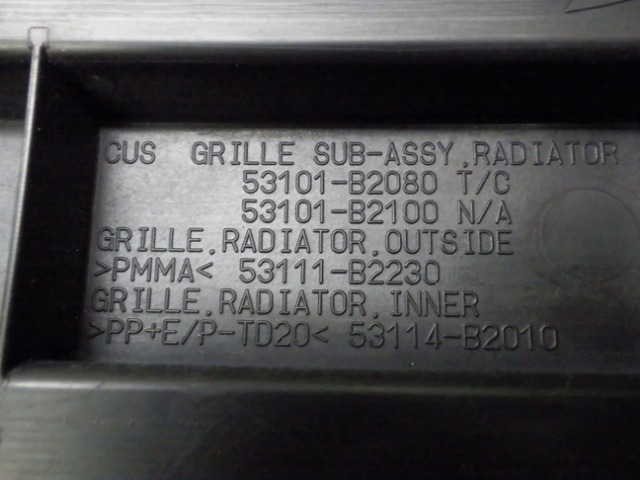 CUS GRILLE SUB-ASSY,RADIATOR
53101-B2080 T/C
53101-B2100 N/A
GRILLE,RADIATOR,OUTSIDE
>PMMA< 53111-B2230
GRILLE,RADIATOR,INNER
>PP+E/P-TD20< 53114-B2010